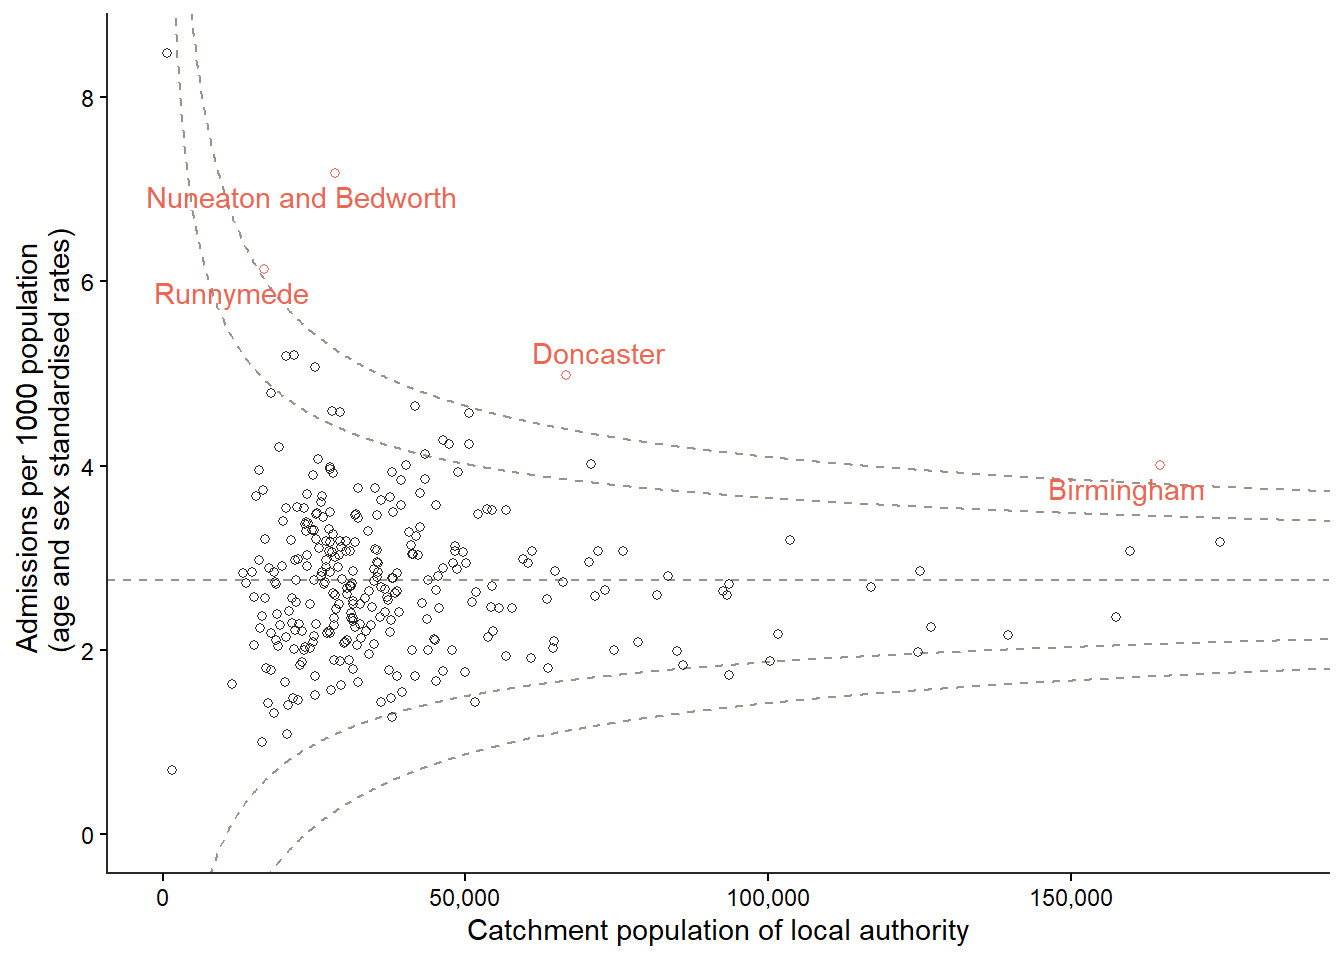 8
Nuneaton and Bedworth
6
Runnymede
Doncaster
4
Birmingham
2
0
Admissions per 1000 population
(age and sex standardised rates)
0
50,000
100,000
150,000
Catchment population of local authority